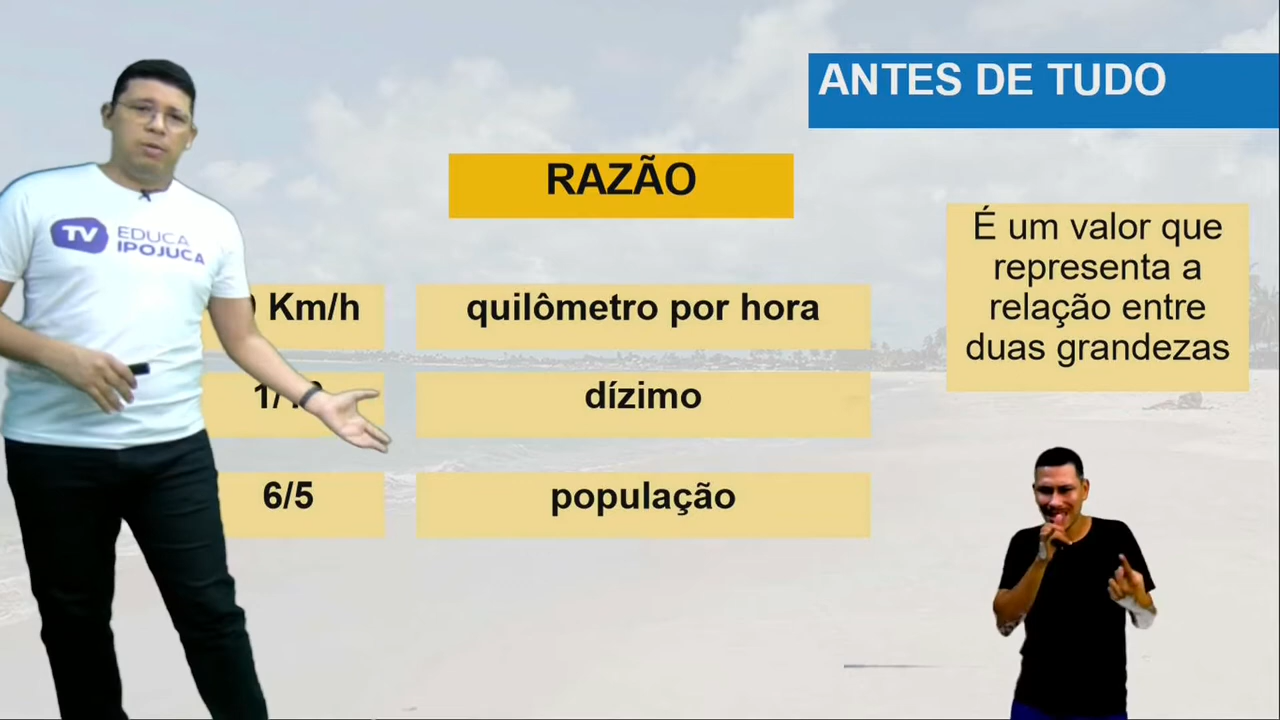 ANTES DE TUDO
RAZÃO
É um valor que
representa a
relação entre
duas grandezas
Km/h
quilômetro por hora
dízimo
6/5
população
TV EDUCA
IPOJUCA